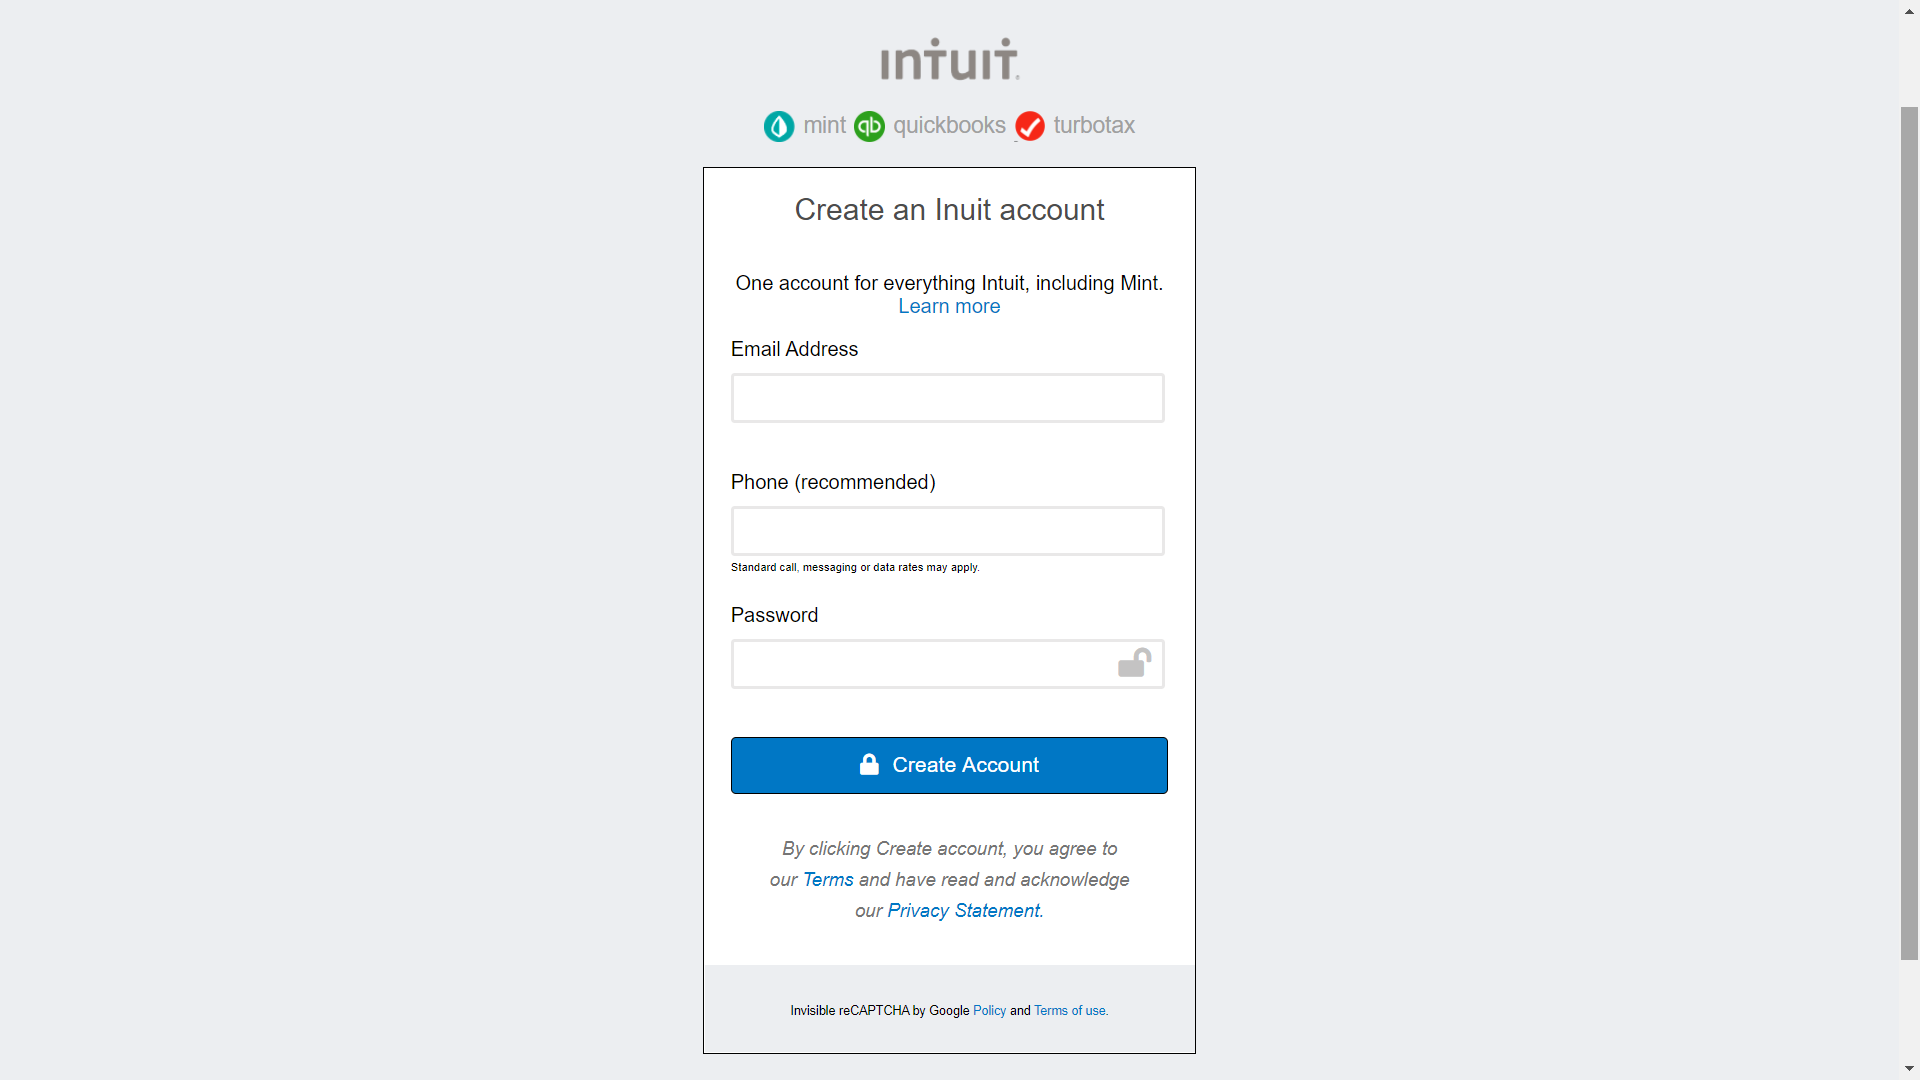 intuit
mint quickbooks turbotax
Create an Inuit account
One account for everything Intuit, including Mint.
Learn more
Email Address
Phone (recommended)
Standard call, messaging or data rates may apply.
Password
Create Account
By clicking Create account, you agree to
our Terms and have read and acknowledge
our Privacy Statement.
Invisible reCAPTCHA by Google Policy and Terms of use.